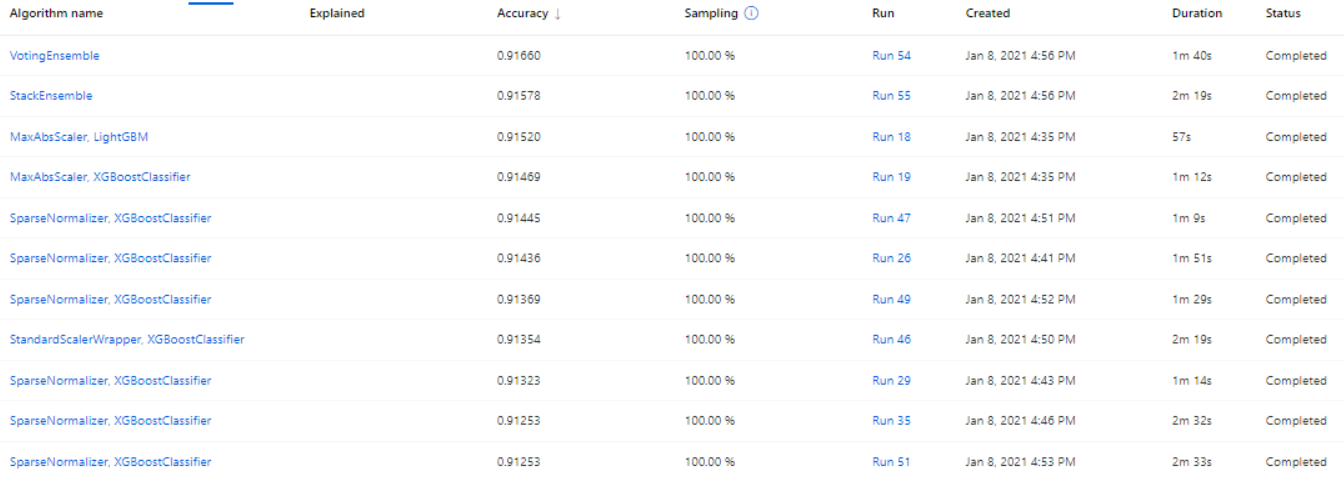 Algorithm name Explained Accuracy ↓ Sampling ⓘ Run Created Duration Status
VotingEnsemble 0.91660 100.00 % Run 54 Jan 8, 2021 4:56 PM 1m 40s Completed
StackEnsemble 0.91578 100.00 % Run 55 Jan 8, 2021 4:56 PM 2m 19s Completed
MaxAbsScaler, LightGBM 0.91520 100.00 % Run 18 Jan 8, 2021 4:35 PM 57s Completed
MaxAbsScaler, XGBoostClassifier 0.91469 100.00 % Run 19 Jan 8, 2021 4:35 PM 1m 12s Completed
SparseNormalizer, XGBoostClassifier 0.91445 100.00 % Run 47 Jan 8, 2021 4:51 PM 1m 9s Completed
SparseNormalizer, XGBoostClassifier 0.91436 100.00 % Run 26 Jan 8, 2021 4:41 PM 1m 51s Completed
SparseNormalizer, XGBoostClassifier 0.91369 100.00 % Run 49 Jan 8, 2021 4:52 PM 1m 29s Completed
StandardScalerWrapper, XGBoostClassifier 0.91354 100.00 % Run 46 Jan 8, 2021 4:50 PM 2m 19s Completed
SparseNormalizer, XGBoostClassifier 0.91323 100.00 % Run 29 Jan 8, 2021 4:43 PM 1m 14s Completed
SparseNormalizer, XGBoostClassifier 0.91253 100.00 % Run 35 Jan 8, 2021 4:46 PM 2m 32s Completed
SparseNormalizer, XGBoostClassifier 0.91253 100.00 % Run 51 Jan 8, 2021 4:53 PM 2m 33s Completed